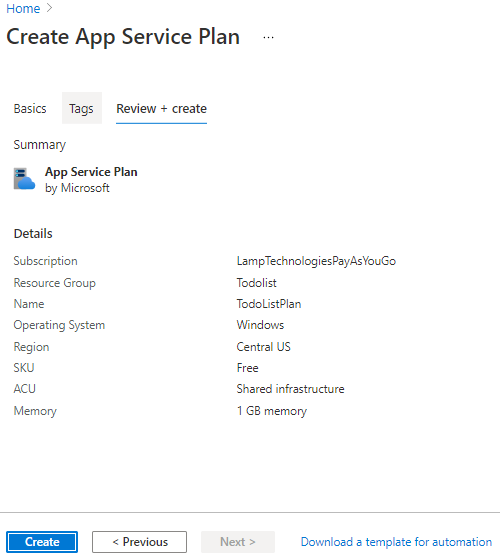 Home >
Create App Service Plan ...
Basics Tags Review + create
Summary
App Service Plan
by Microsoft
Details
Subscription LampTechnologiesPayAsYouGo
Resource Group Todolist
Name TodoListPlan
Operating System Windows
Region Central US
SKU Free
ACU Shared infrastructure
Memory 1 GB memory
Create < Previous Next > Download a template for automation